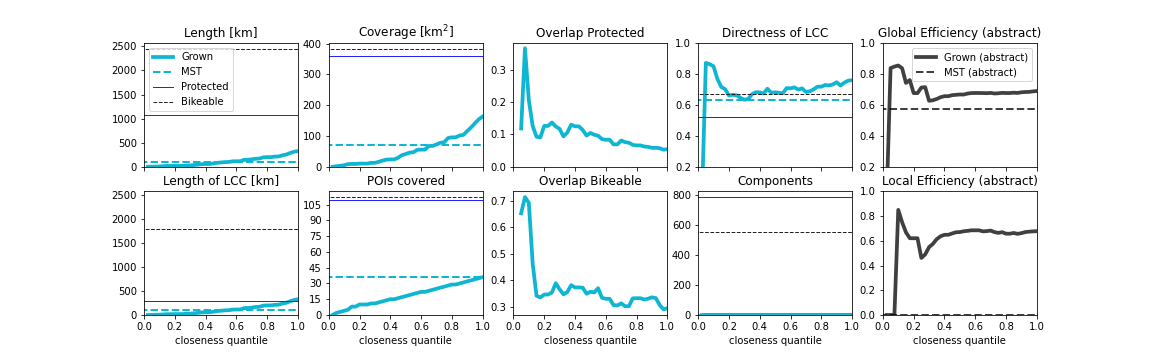 Length [km]
Coverage [km²]
Overlap Protected
Directness of LCC
Global Efficiency (abstract)
2500
2000
1500
1000
500
0
Grown
MST
Protected
Bikeable
400
300
200
100
0
0.3
0.2
0.1
0.0
1.0
0.8
0.6
0.4
0.2
1.0
0.8
0.6
0.4
0.2
Grown (abstract)
MST (abstract)
Length of LCC [km]
POIs covered
Overlap Bikeable
Components
Local Efficiency (abstract)
2500
2000
1500
1000
500
0
0.0 0.2 0.4 0.6 0.8 1.0
closeness quantile
105
90
75
60
45
30
15
0
0.0 0.2 0.4 0.6 0.8 1.0
closeness quantile
0.7
0.6
0.5
0.4
0.3
0.0 0.2 0.4 0.6 0.8 1.0
closeness quantile
800
600
400
200
0
0.0 0.2 0.4 0.6 0.8 1.0
closeness quantile
1.0
0.8
0.6
0.4
0.2
0.0
0.0 0.2 0.4 0.6 0.8 1.0
closeness quantile